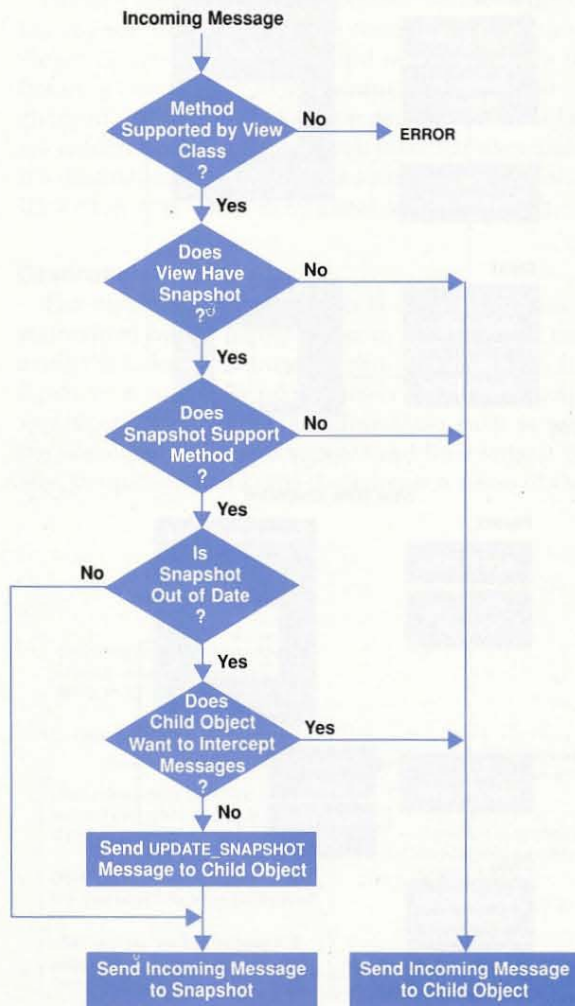 Incoming Message
Method
Supported by View
Class
?
No
ERROR
Yes
Does
View Have
Snapshot
?
No
Yes
Does
Snapshot Support
Method
?
No
Yes
Is
Snapshot
Out of Date
?
No
Yes
Does
Child Object
Want to Intercept
Messages
?
Yes
No
Send UPDATE_SNAPSHOT
Message to Child Object
Send Incoming Message
to Snapshot
Send Incoming Message
to Child Object